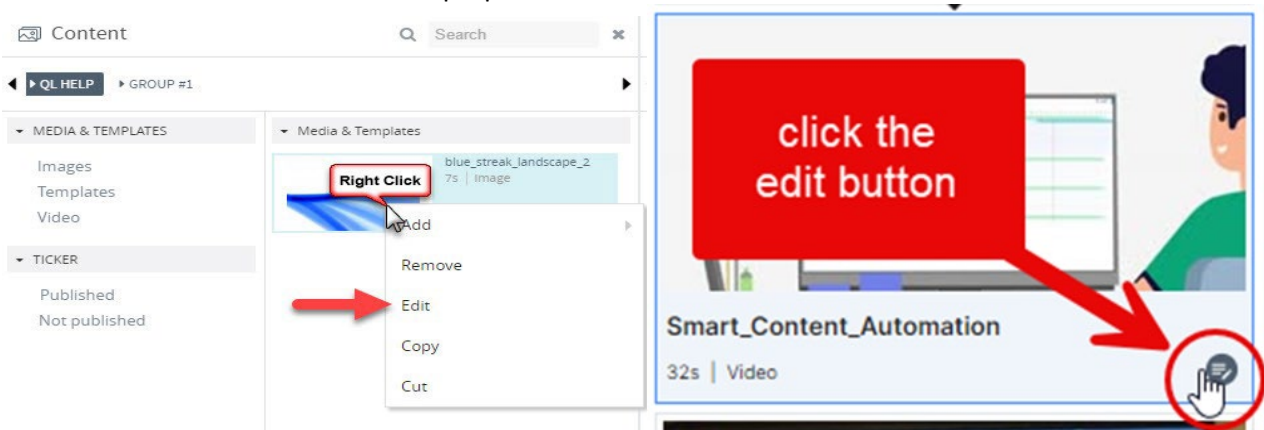 Content
Search
QL HELP
GROUP #1
MEDIA & TEMPLATES
Images
Templates
Video
TICKER
Published
Not published
Media & Templates
blue_streak_landscape_2
7s | Image
Right Click
Add
Remove
Edit
Copy
Cut
click the
edit button
Smart_Content_Automation
32s | Video